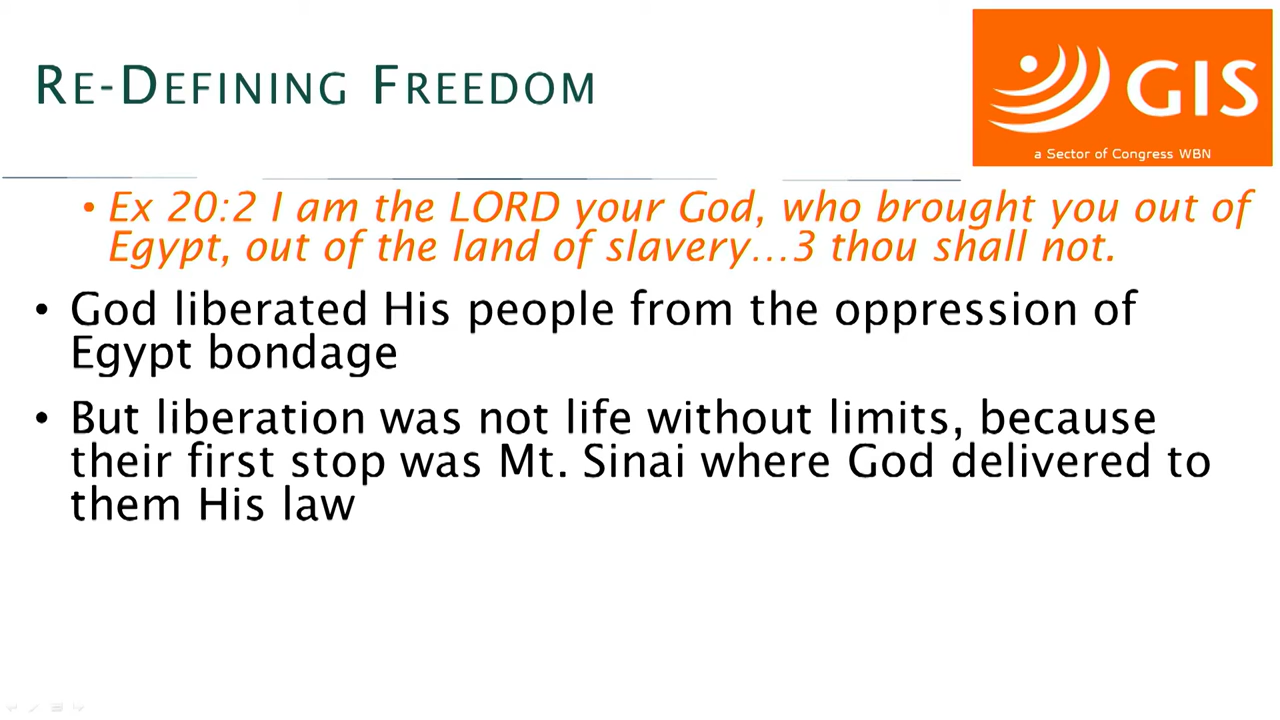 RE-DEFINING FREEDOM
GIS
a Sector of Congress WBN
• Ex 20:2 I am the LORD your God, who brought you out of
Egypt, out of the land of slavery...3 thou shall not.
• God liberated His people from the oppression of
Egypt bondage
• But liberation was not life without limits, because
their first stop was Mt. Sinai where God delivered to
them His law